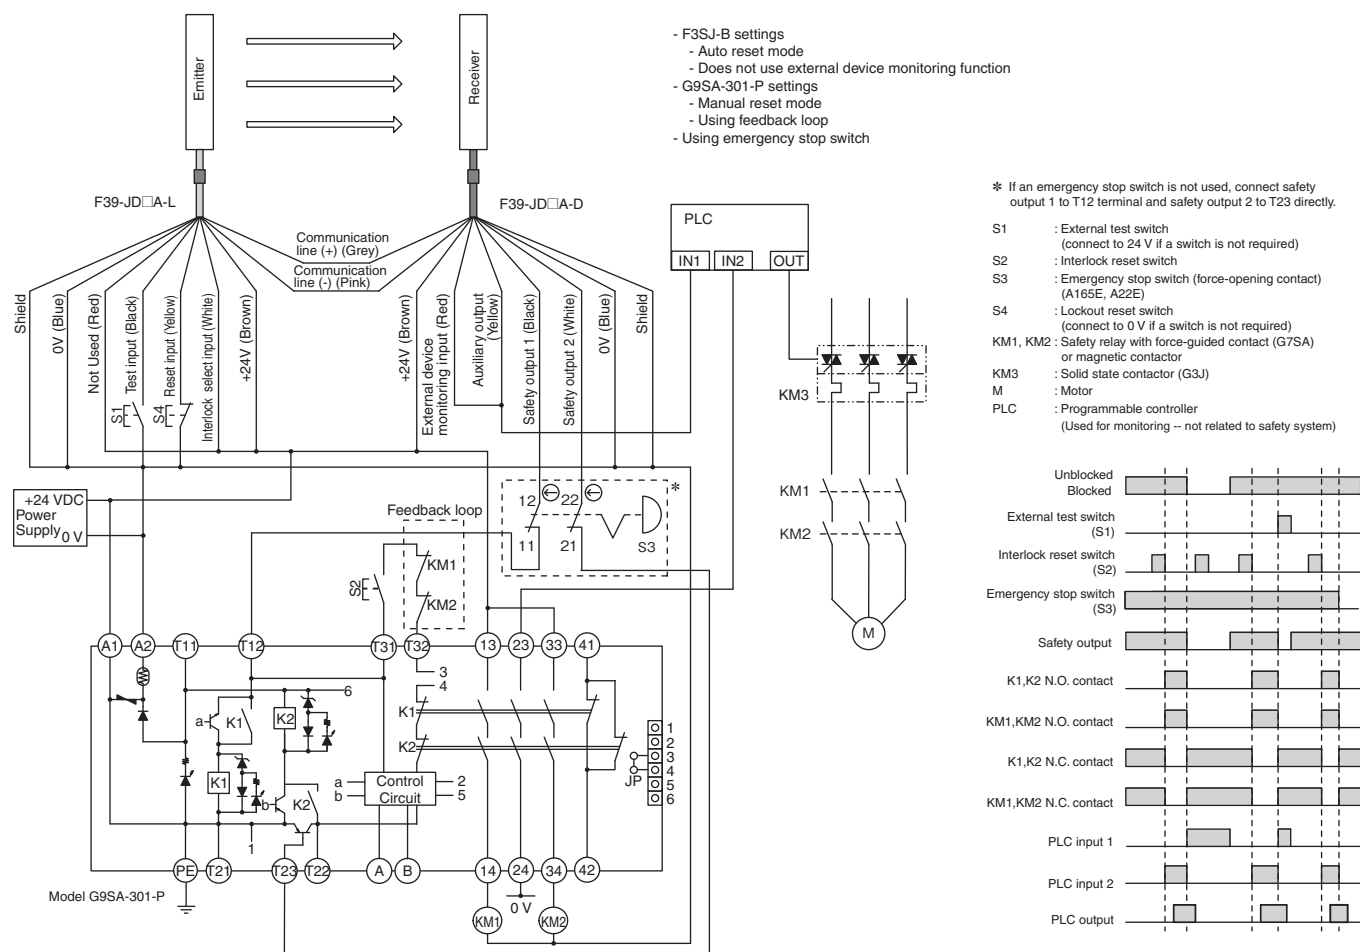 Emitter
Receiver
- F3SJ-B settings
- Auto reset mode
- Does not use external device monitoring function
- G9SA-301-P settings
- Manual reset mode
- Using feedback loop
- Using emergency stop switch
F39-JD□A-L
F39-JD□A-D
Communication
line (+) (Grey)
Communication
line (-) (Pink)
Shield
0V (Blue)
Not Used (Red)
Test input (Black)
Reset input (Yellow)
Interlock select input (White)
+24V (Brown)
+24V (Brown)
External device
monitoring input (Red)
Auxiliary output
(Yellow)
Safety output 1 (Black)
Safety output 2 (White)
0V (Blue)
Shield
S1
S4
PLC
IN1
IN2
OUT
KM3
KM1
KM2
M
* If an emergency stop switch is not used, connect safety
output 1 to T12 terminal and safety output 2 to T23 directly.
S1 : External test switch
(connect to 24 V if a switch is not required)
S2 : Interlock reset switch
S3 : Emergency stop switch (force-opening contact)
(A165E, A22E)
S4 : Lockout reset switch
(connect to 0 V if a switch is not required)
KM1, KM2 : Safety relay with force-guided contact (G7SA)
or magnetic contactor
KM3 : Solid state contactor (G3J)
M : Motor
PLC : Programmable controller
(Used for monitoring -- not related to safety system)
+24 VDC
Power
Supply
0 V
Feedback loop
S2
KM1
KM2
12
22
11
21
S3
*
A1
A2
T11
T12
T31
T32
13
23
33
41
3
4
6
a
K1
K2
K1
K2
K1
b
K2
1
a
b
Control
Circuit
2
5
JP
1
2
3
4
5
6
PE
T21
T23
T22
A
B
14
24
34
42
Model G9SA-301-P
0 V
KM1
KM2
Unblocked
Blocked
External test switch
(S1)
Interlock reset switch
(S2)
Emergency stop switch
(S3)
Safety output
K1,K2 N.O. contact
KM1,KM2 N.O. contact
K1,K2 N.C. contact
KM1,KM2 N.C. contact
PLC input 1
PLC input 2
PLC output